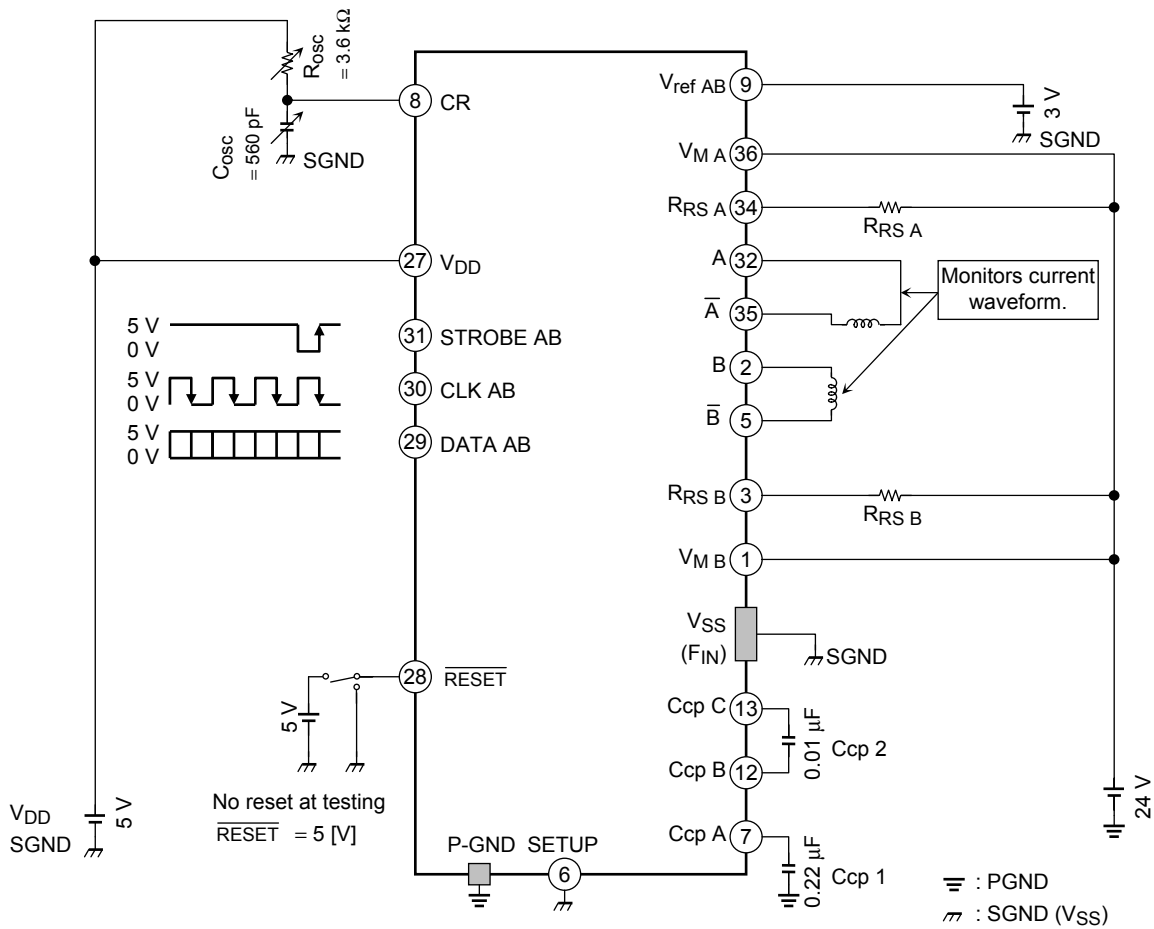 Rosc
= 3.6 kΩ
Cosc
= 560 pF
SGND
8 CR
27 VDD
5 V
0 V
31 STROBE AB
5 V
0 V
30 CLK AB
5 V
0 V
29 DATA AB
28 RESET
5 V
No reset at testing
RESET = 5 [V]
VDD
SGND
5 V
P-GND
SETUP
6
Vref AB 9
3 V
SGND
VM A 36
RRS A 34
RRS A
A 32
A 35
Monitors current
waveform.
B 2
B 5
RRS B 3
RRS B
VM B 1
VSS
(FIN)
SGND
Ccp C 13
0.01 µF
Ccp 2
Ccp B 12
Ccp A 7
0.22 µF
Ccp 1
24 V
: PGND
: SGND (VSS)